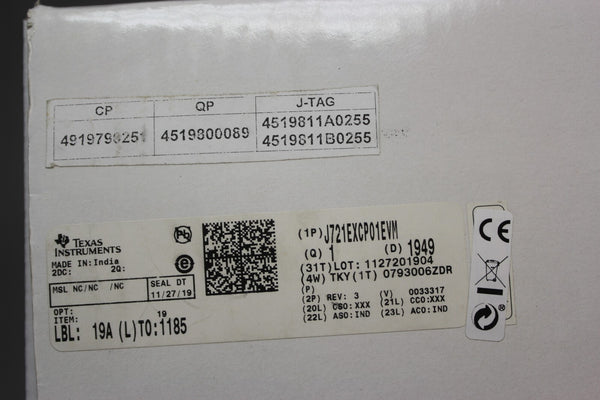 CP QP J-TAG
4519800089 4519811A0255
4519811B0255
TEXAS
INSTRUMENTS
MADE IN: India
2DC: 2Q:
MSL NC/NC /NC SEAL DT
11/27/19
OPT: 19
ITEM:
LBL: 19A (L)TO:1185
Pb
e
(1P) J721EXCP01EVM
(Q) 1 (D) 1949
(31T)LOT: 1127201904
(4W) TKY(1T) 0793006ZDR
(P)
(2P) REV: 3 (V) 0033317
(20L) CSO:XXX (21L) CCO:XXX
(22L) ASO:IND (23L) ACO:IND
CE